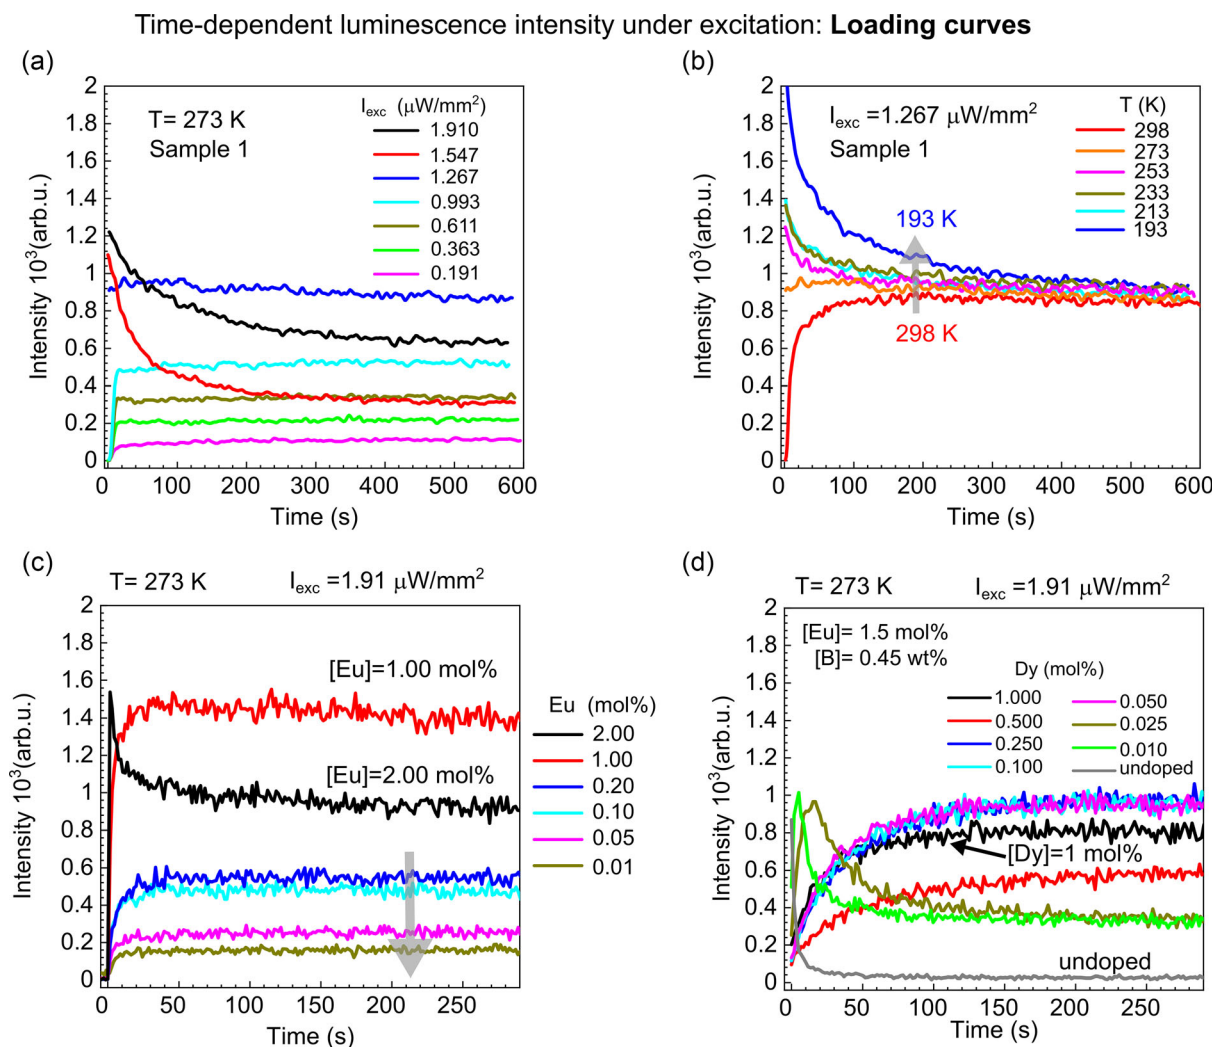 Time-dependent luminescence intensity under excitation: Loading curves
(a)
T= 273 K
Sample 1
I_exc (μW/mm²)
1.910
1.547
1.267
0.993
0.611
0.363
0.191
Intensity 10³(arb.u.)
2
1.8
1.6
1.4
1.2
1
0.8
0.6
0.4
0.2
0
0 100 200 300 400 500 600
Time (s)
(b)
I_exc =1.267 μW/mm²
Sample 1
T (K)
298
273
253
233
213
193
193 K
298 K
Intensity 10³(arb.u.)
2
1.8
1.6
1.4
1.2
1
0.8
0.6
0.4
0.2
0
0 100 200 300 400 500 600
Time (s)
(c)
T= 273 K I_exc =1.91 μW/mm²
[Eu]=1.00 mol%
[Eu]=2.00 mol%
Eu (mol%)
2.00
1.00
0.20
0.10
0.05
0.01
Intensity 10³(arb.u.)
2
1.8
1.6
1.4
1.2
1
0.8
0.6
0.4
0.2
0
0 50 100 150 200 250
Time (s)
(d)
T= 273 K I_exc =1.91 μW/mm²
[Eu]= 1.5 mol%
[B]= 0.45 wt%
Dy (mol%)
1.000 0.050
0.500 0.025
0.250 0.010
0.100 undoped
[Dy]=1 mol%
undoped
Intensity 10³(arb.u.)
2
1.8
1.6
1.4
1.2
1
0.8
0.6
0.4
0.2
0
0 50 100 150 200 250
Time (s)